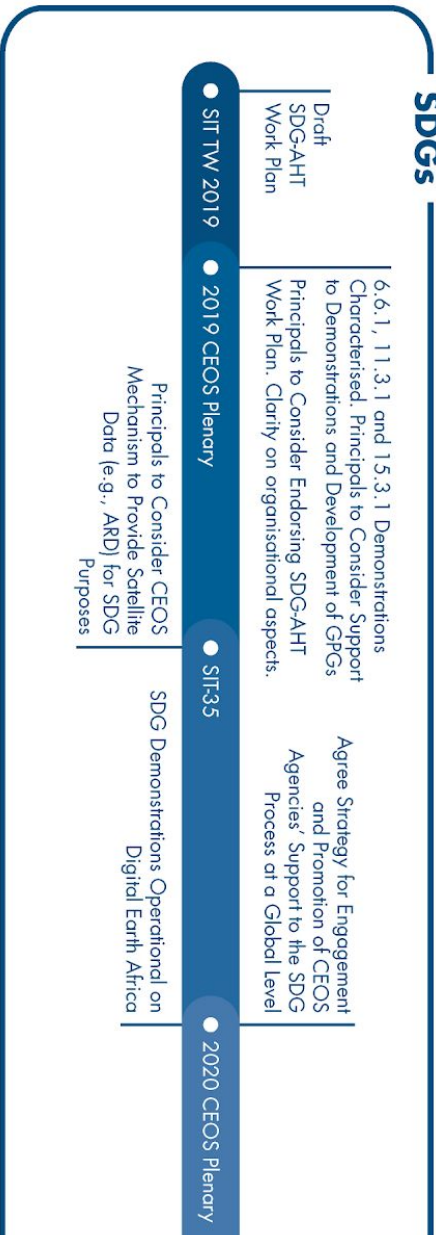 SDGs
Draft
SDG-AHT
Work Plan
6.6.1, 11.3.1 and 15.3.1 Demonstrations
Characterised. Principals to Consider Support
to Demonstrations and Development of GPGs
Principals to Consider Endorsing SDG-AHT
Work Plan. Clarity on organisational aspects.
Agree Strategy for Engagement
and Promotion of CEOS
Agencies' Support to the SDG
Process at a Global Level
SIT TW 2019
2019 CEOS Plenary
SIT-35
2020 CEOS Plenary
Principals to Consider CEOS
Mechanism to Provide Satellite
Data (e.g., ARD) for SDG
Purposes
SDG Demonstrations Operational on
Digital Earth Africa